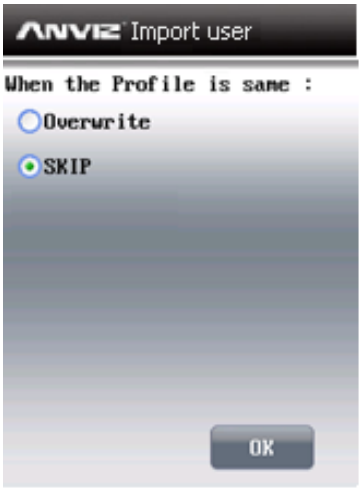 ANVIZ Import user
When the Profile is same :
Overwrite
SKIP
OK